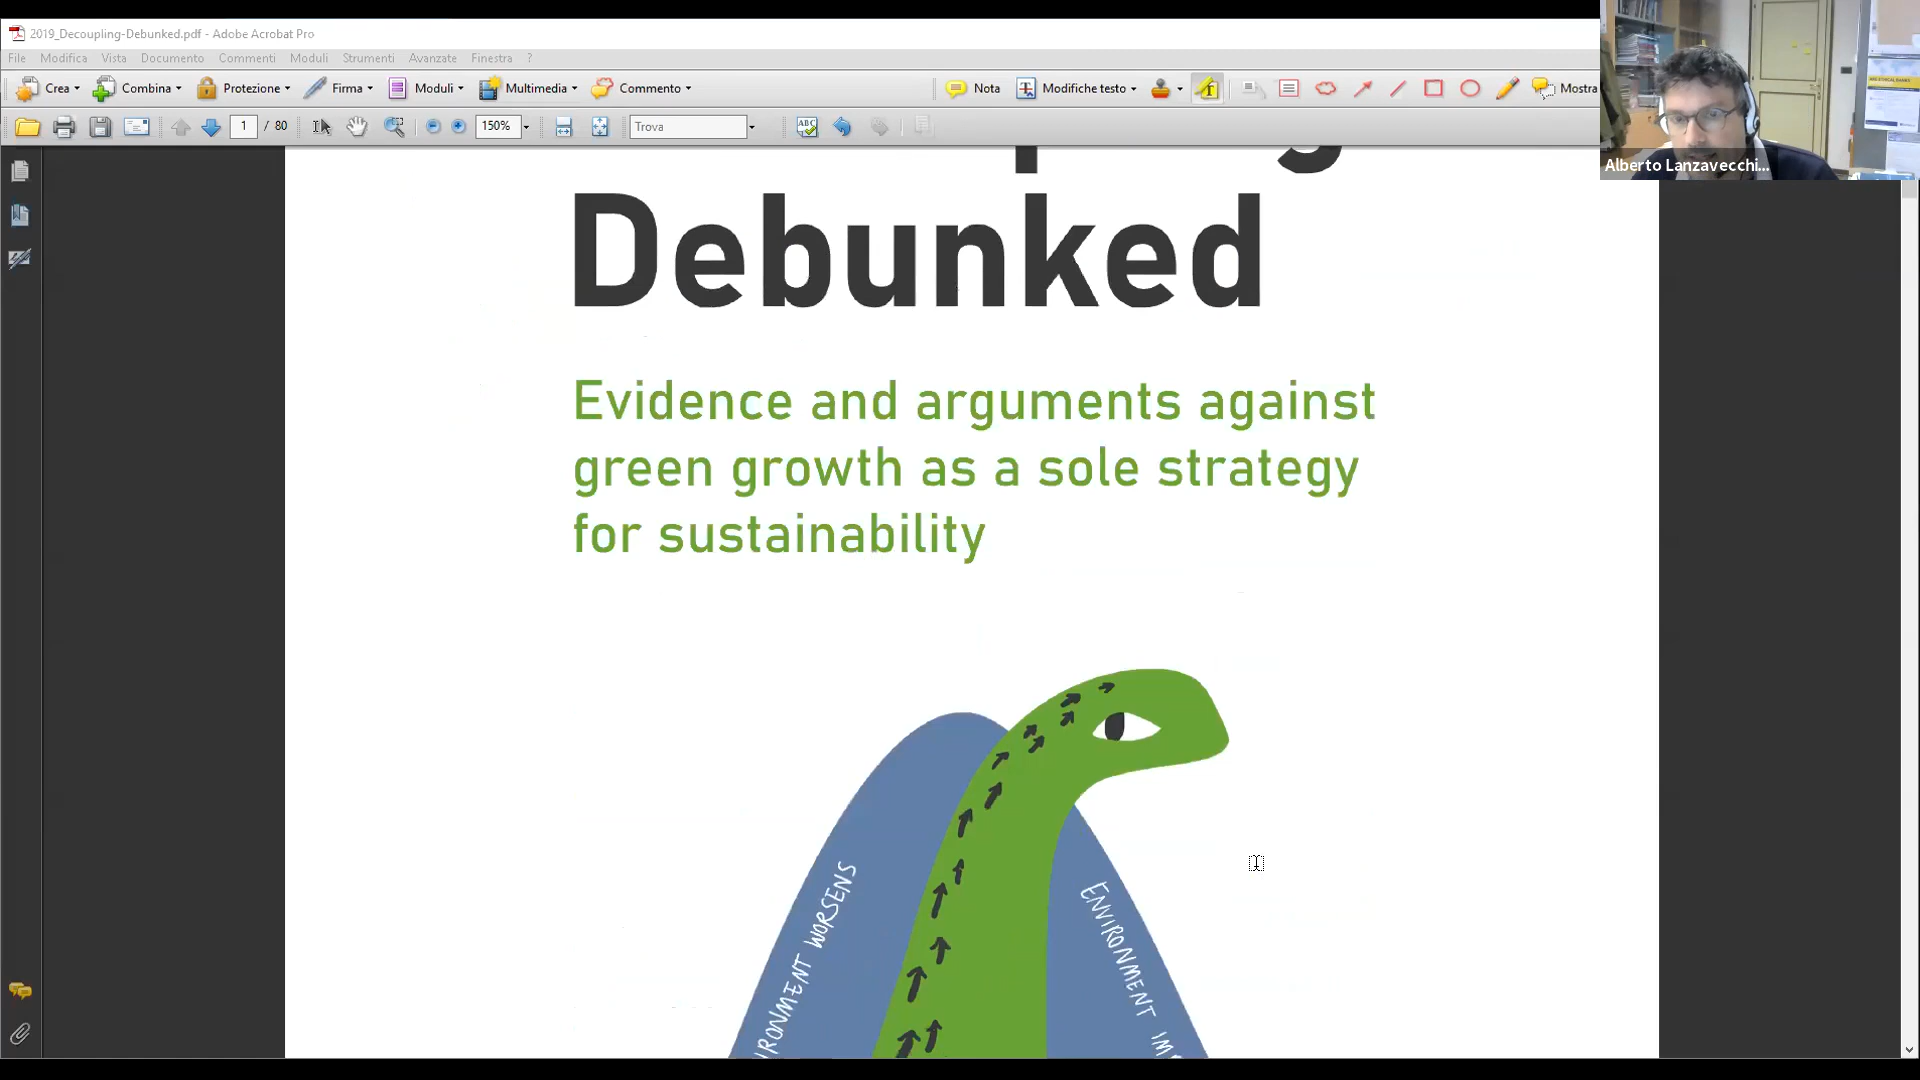 2019_Decoupling-Debunked.pdf - Adobe Acrobat Pro
File Modifica Vista Documento Commenti Moduli Strumenti Avanzate Finestra ?
Crea Combina Protezione Firma Moduli Multimedia Commento Nota Modifiche testo Mostra
1 / 80 150% Trova
Alberto Lanzavecchi...
Debunked
Evidence and arguments against
green growth as a sole strategy
for sustainability
WORSENS
ENVIRONMENT